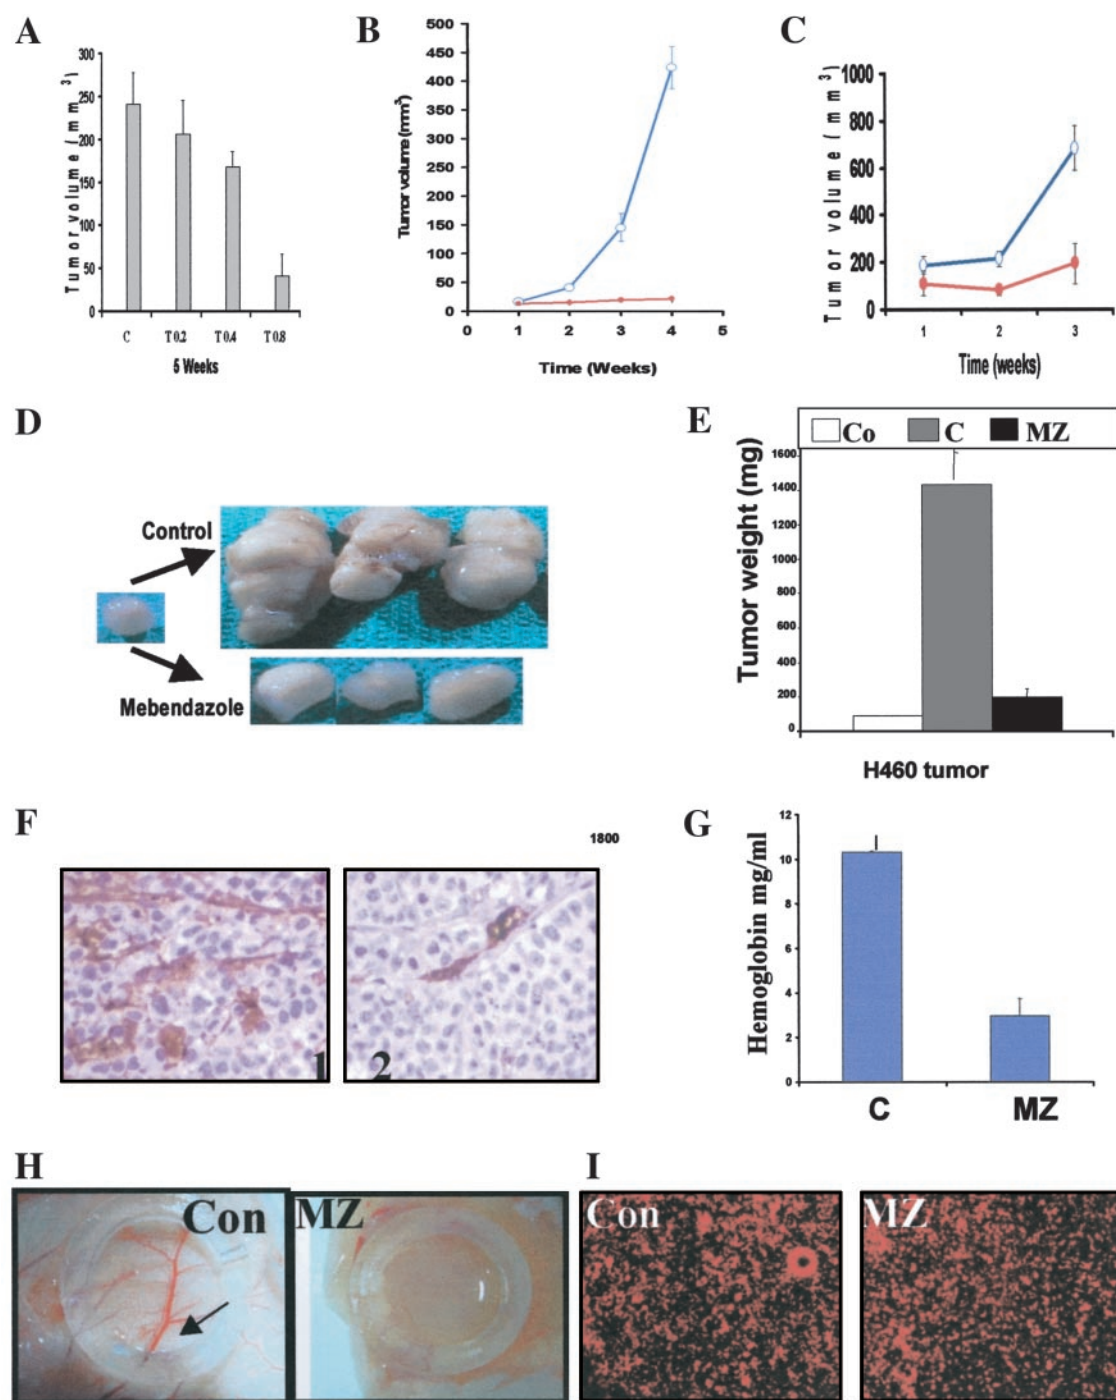 A
Tumor volume (mm³)
300
250
200
150
100
50
0
C T0.2 T0.4 T0.8
5 Weeks
B
Tumor volume (mm³)
500
450
400
350
300
250
200
150
100
50
0
0 1 2 3 4 5
Time (Weeks)
C
Tumor volume (mm³)
1000
800
600
400
200
0
1 2 3
Time (weeks)
D
Control
Mebendazole
E
Co C MZ
Tumor weight (mg)
1600
1400
1200
1000
800
600
400
200
0
H460 tumor
F
1800
1 2
G
Hemoglobin mg/ml
12
10
8
6
4
2
0
C MZ
H
Con MZ
I
Con MZ